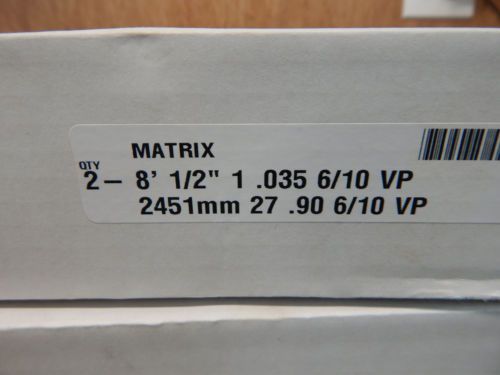 MATRIX
QTY
2- 8' 1/2" 1 .035 6/10 VP
2451mm 27 .90 6/10 VP